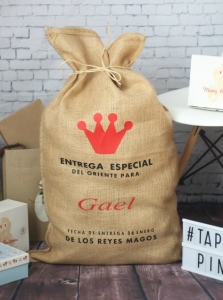 ENTREGA ESPECIAL
DEL ORIENTE PARA
Gael
FECHA DE ENTREGA 6 DE ENERO
DE LOS REYES MAGOS
#TAP
PIN